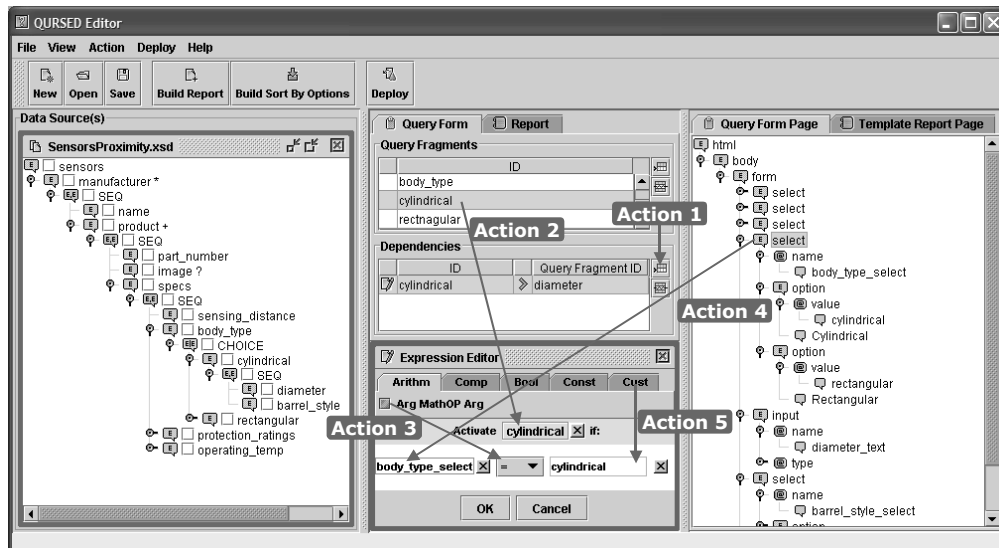 QURSED Editor
File View Action Deploy Help
New Open Save Build Report Build Sort By Options Deploy
Data Source(s)
SensorsProximity.xsd
E sensors
E manufacturer *
E,E SEQ
E name
E product +
E,E SEQ
E part_number
E image ?
E specs
E,E SEQ
E sensing_distance
E body_type
E|E CHOICE
E cylindrical
E,E SEQ
E diameter
E barrel_style
E rectangular
E protection_ratings
E operating_temp
Query Form Report
Query Fragments
ID
body_type
cylindrical
rectnagular
Action 1
Action 2
Dependencies
ID Query Fragment ID
cylindrical diameter
Action 4
Expression Editor
Arithm Comp Bool Const Cust
Arg MathOP Arg
Action 3
Action 5
Activate cylindrical if:
body_type_select = cylindrical
OK Cancel
Query Form Page Template Report Page
E html
E body
E form
E select
E select
E select
E select
@ name
body_type_select
E option
@ value
cylindrical
Cylindrical
E option
@ value
rectangular
Rectangular
E input
@ name
diameter_text
@ type
E select
@ name
barrel_style_select
E option